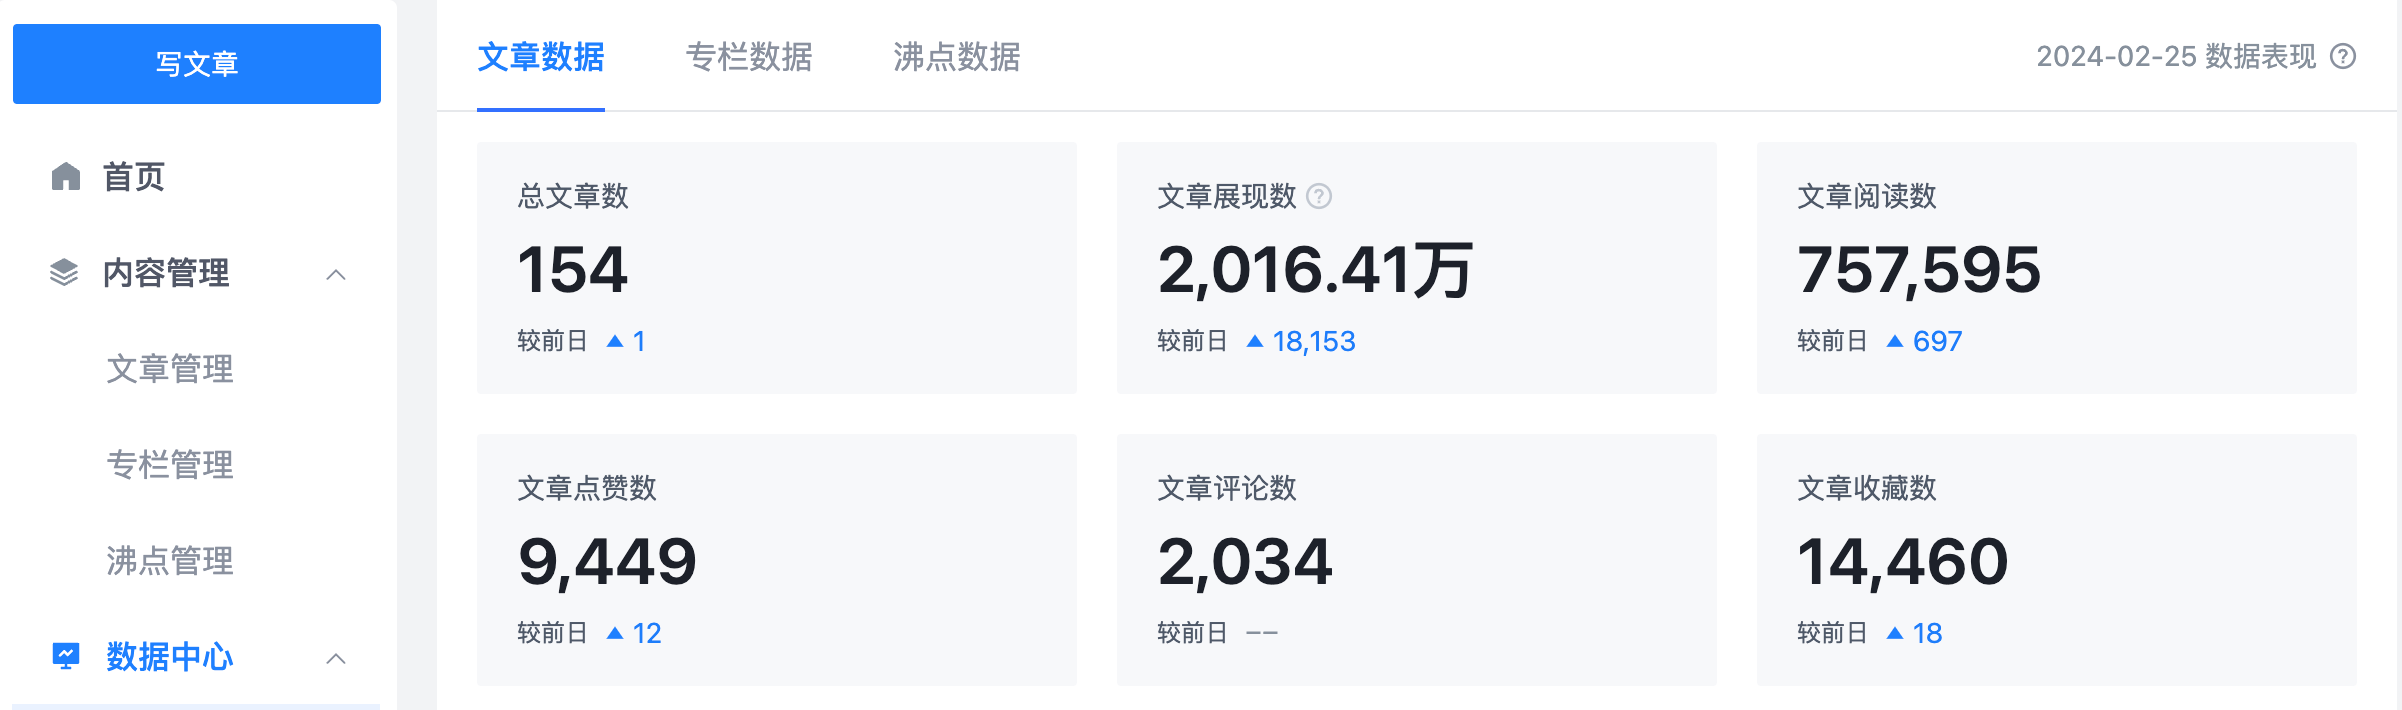 写文章
首页
内容管理
文章管理
专栏管理
沸点管理
数据中心
文章数据 专栏数据 沸点数据 2024-02-25 数据表现
总文章数
154
较前日 1
文章展现数
2,016.41万
较前日 18,153
文章阅读数
757,595
较前日 697
文章点赞数
9,449
较前日 12
文章评论数
2,034
较前日 --
文章收藏数
14,460
较前日 18